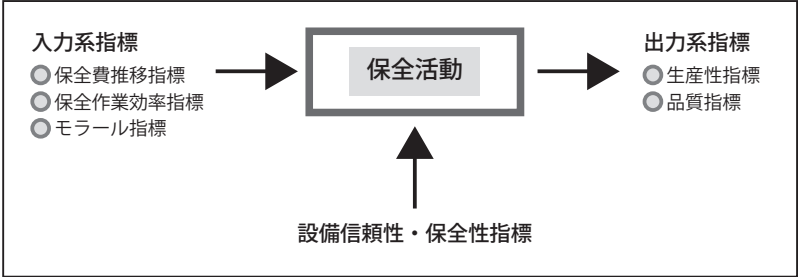 入力系指標
保全費推移指標
保全作業効率指標
モラール指標
保全活動
出力系指標
生産性指標
品質指標
設備信頼性・保全性指標